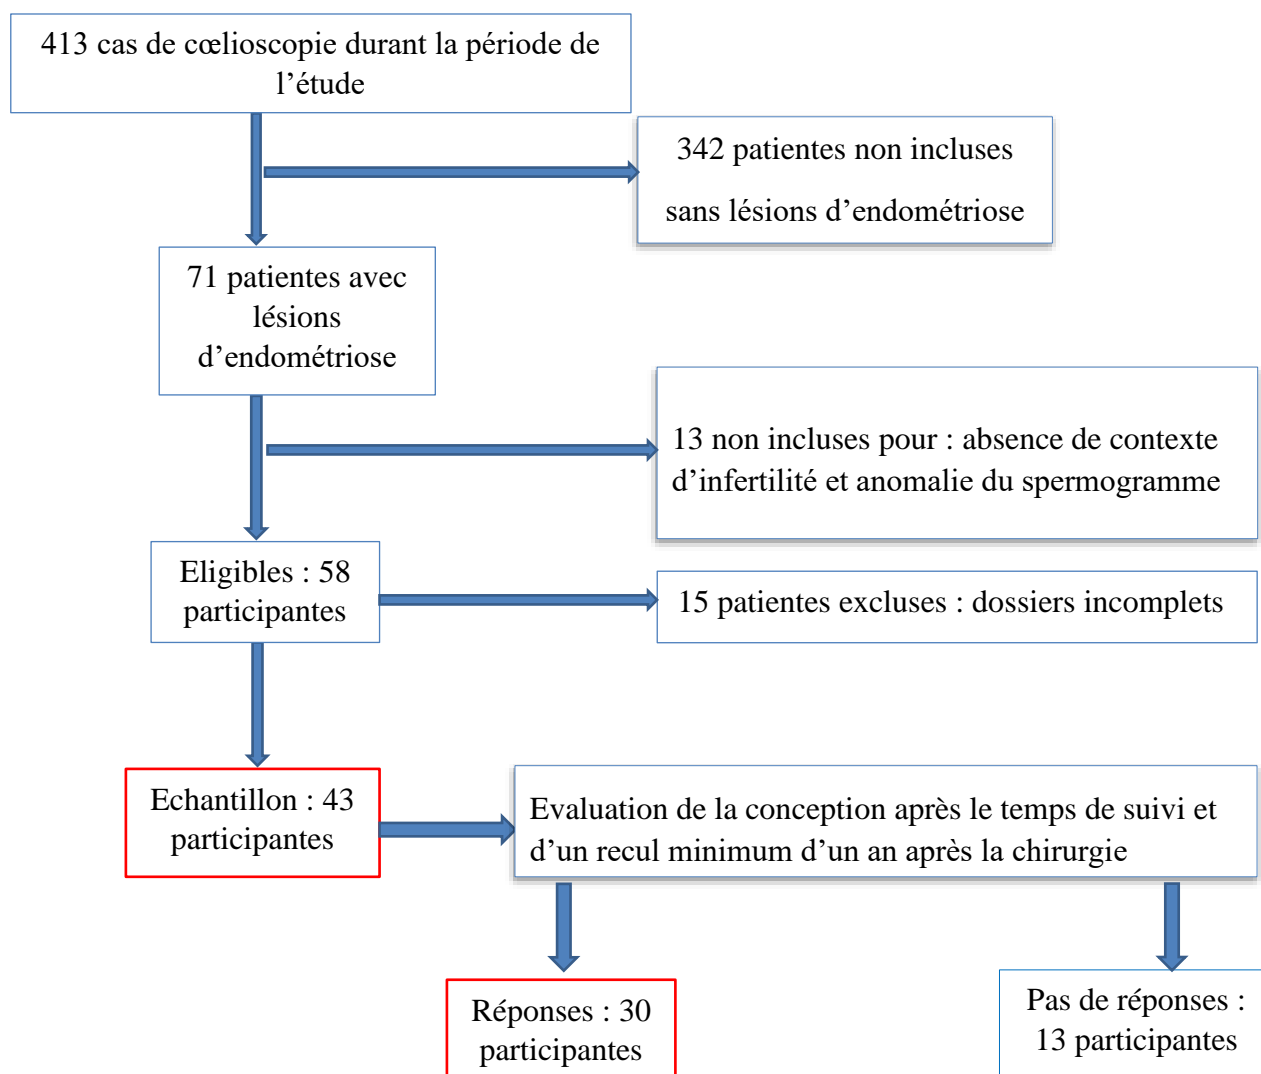 413 cas de cœlioscopie durant la période de
l’étude
342 patientes non incluses
sans lésions d’endométriose
71 patientes avec
lésions
d’endométriose
13 non incluses pour : absence de contexte
d’infertilité et anomalie du spermogramme
Eligibles : 58
participantes
15 patientes excluses : dossiers incomplets
Echantillon : 43
participantes
Evaluation de la conception après le temps de suivi et
d’un recul minimum d’un an après la chirurgie
Réponses : 30
participantes
Pas de réponses :
13 participantes